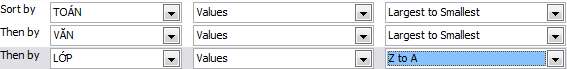 Sort by TOÁN Values Largest to Smallest
Then by VĂN Values Largest to Smallest
Then by LỚP Values Z to A